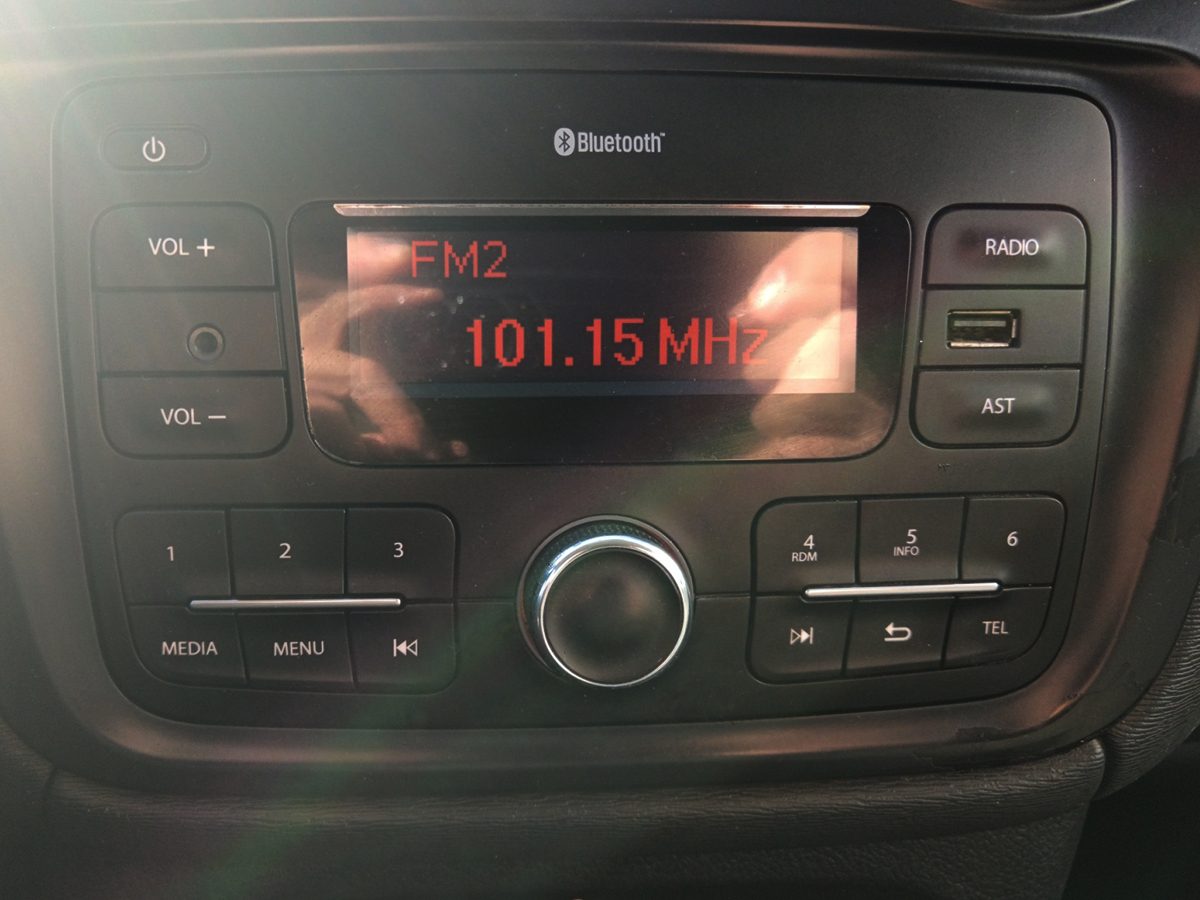 Bluetooth™
VOL +
FM2
RADIO
101.15 MHz
VOL −
AST
1
2
3
4
RDM
5
INFO
6
MEDIA
MENU
TEL